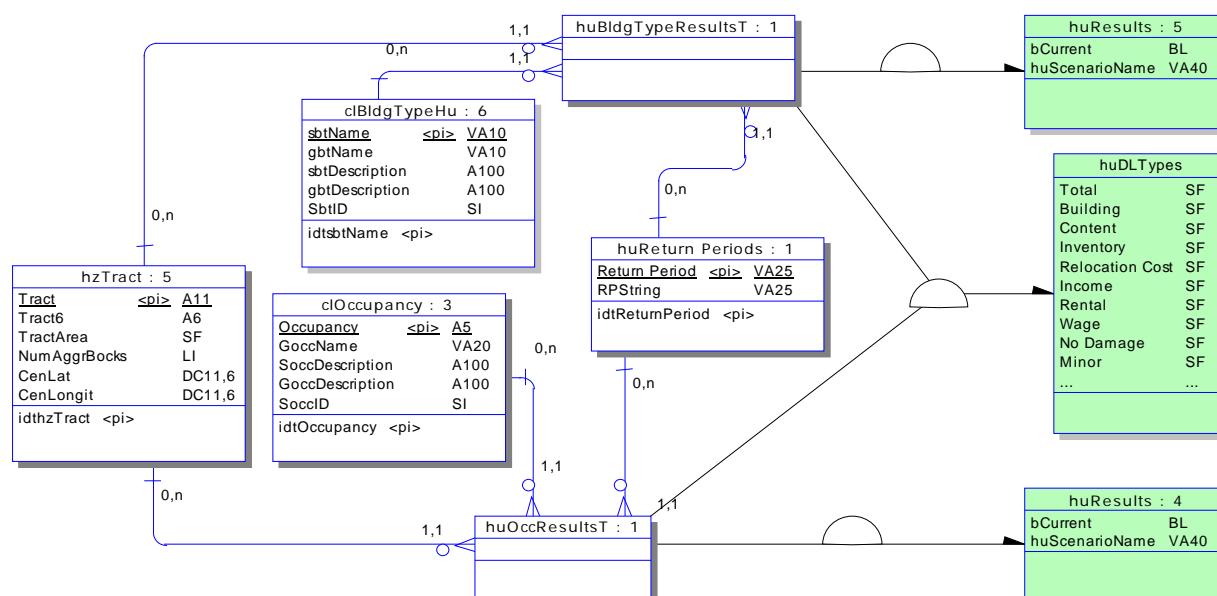 huBldgTypeResultsT : 1
huResults : 5
bCurrent BL
huScenarioName VA40
1,1
0,n
1,1
clBldgTypeHu : 6
sbtName <pi> VA10
gbtName VA10
sbtDescription A100
gbtDescription A100
SbtID SI
idtsbtName <pi>
1,1
0,n
0,n
huDLTypes
Total SF
Building SF
Content SF
Inventory SF
Relocation Cost SF
Income SF
Rental SF
Wage SF
No Damage SF
Minor SF
... ...
huReturn Periods : 1
Return Period <pi> VA25
RPString VA25
idtReturnPeriod <pi>
hzTract : 5
Tract <pi> A11
Tract6 A6
TractArea SF
NumAggrBocks LI
CenLat DC11,6
CenLongit DC11,6
idthzTract <pi>
clOccupancy : 3
Occupancy <pi> A5
GoccName VA20
SoccDescription A100
GoccDescription A100
SoccID SI
idtOccupancy <pi>
0,n
0,n
1,1
0,n
1,1
1,1
huOccResultsT : 1
huResults : 4
bCurrent BL
huScenarioName VA40